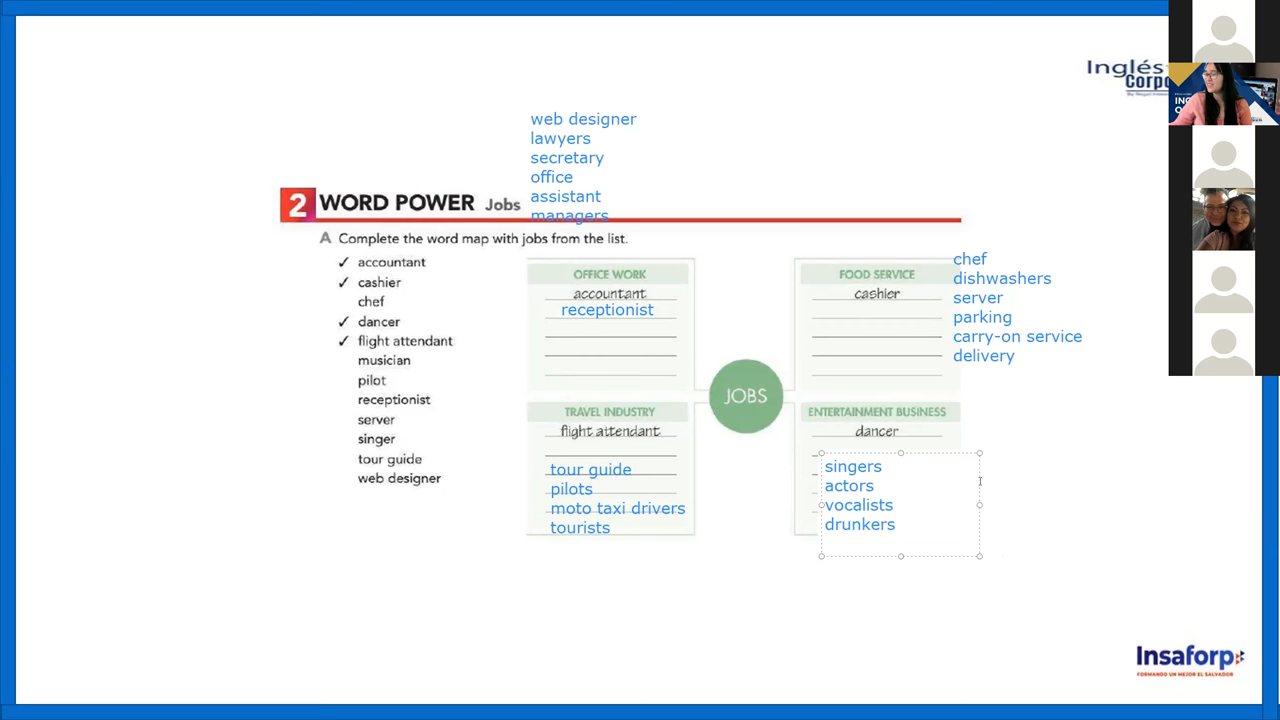 Inglés
Corpo
web designer
lawyers
secretary
office
assistant
managers
2 WORD POWER Jobs
A Complete the word map with jobs from the list.
✓ accountant
✓ cashier
chef
✓ dancer
✓ flight attendant
musician
pilot
receptionist
server
singer
tour guide
web designer
OFFICE WORK
accountant
receptionist
FOOD SERVICE
cashier
chef
dishwashers
server
parking
carry-on service
delivery
JOBS
TRAVEL INDUSTRY
flight attendant
tour guide
pilots
moto taxi drivers
tourists
ENTERTAINMENT BUSINESS
dancer
singers
actors
vocalists
drunkers
Insaforp
FORMANDO UN MEJOR EL SALVADOR